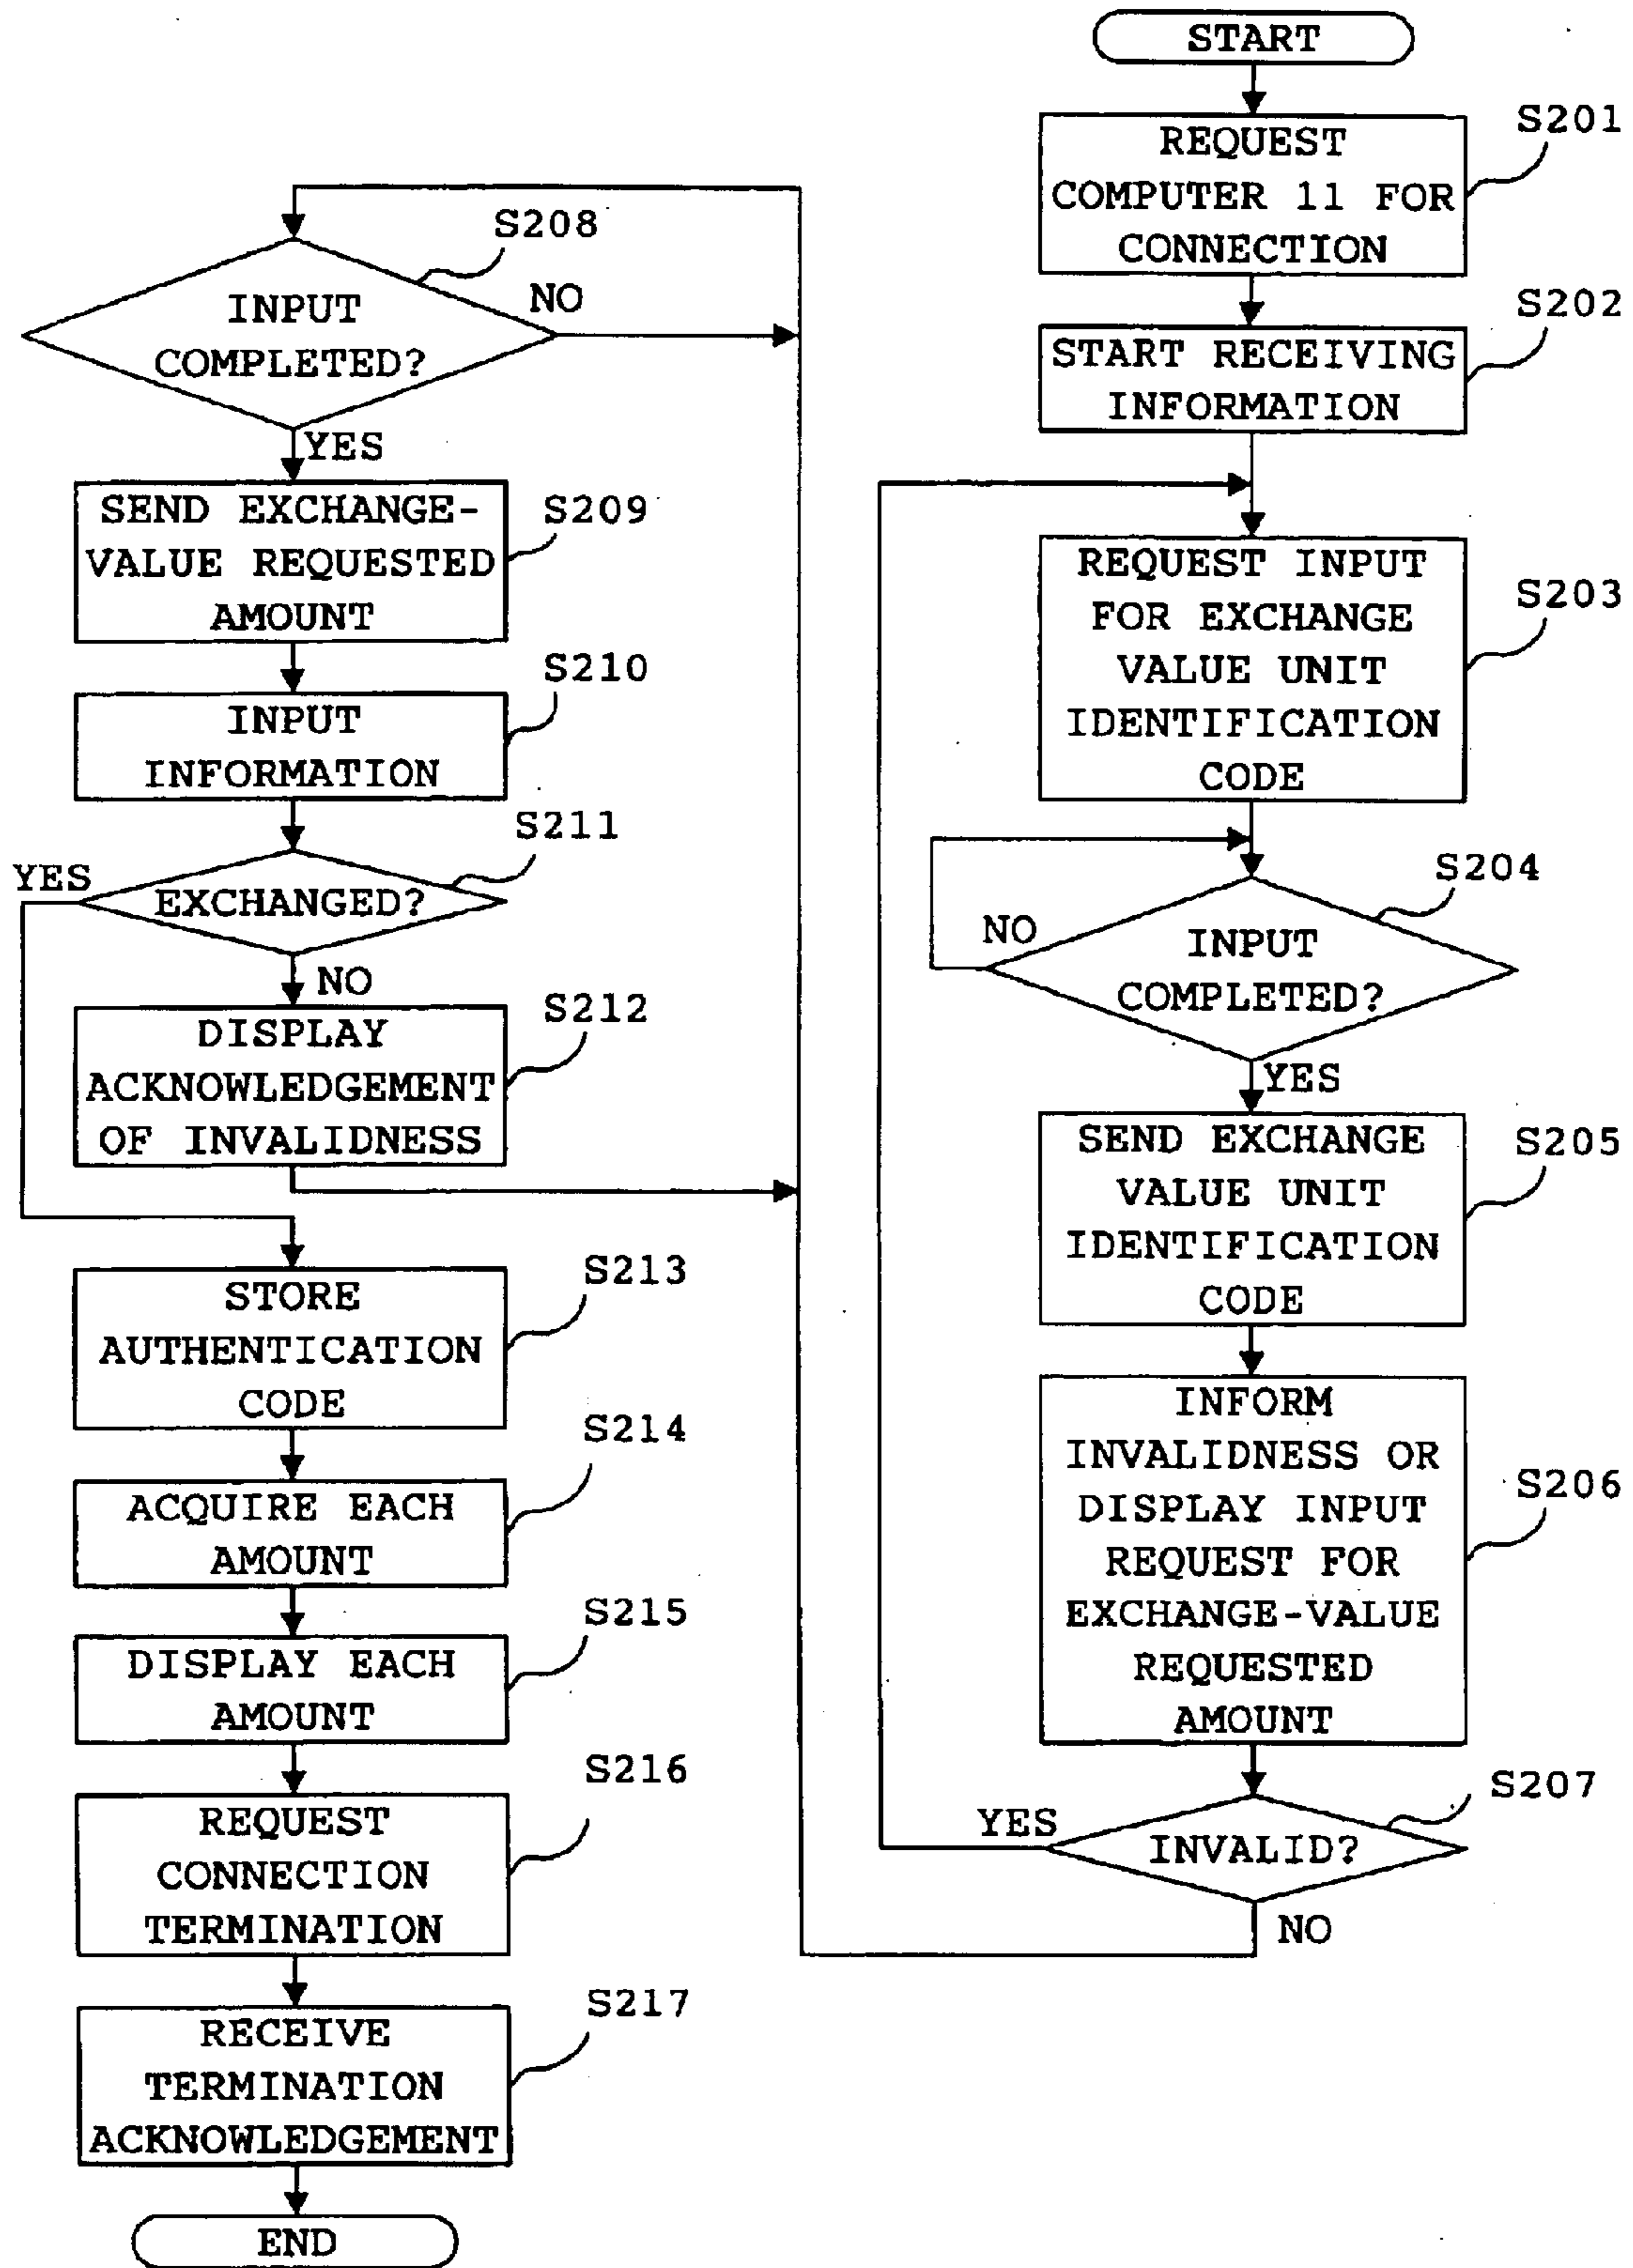 START
S201
REQUEST
COMPUTER 11 FOR
CONNECTION
S202
START RECEIVING
INFORMATION
S203
REQUEST INPUT
FOR EXCHANGE
VALUE UNIT
IDENTIFICATION
CODE
S204
NO
INPUT
COMPLETED?
YES
S205
SEND EXCHANGE
VALUE UNIT
IDENTIFICATION
CODE
S206
INFORM
INVALIDNESS OR
DISPLAY INPUT
REQUEST FOR
EXCHANGE-VALUE
REQUESTED
AMOUNT
S207
YES
INVALID?
NO
S208
INPUT
COMPLETED?
NO
YES
S209
SEND EXCHANGE-
VALUE REQUESTED
AMOUNT
S210
INPUT
INFORMATION
S211
YES
EXCHANGED?
NO
S212
DISPLAY
ACKNOWLEDGEMENT
OF INVALIDNESS
S213
STORE
AUTHENTICATION
CODE
S214
ACQUIRE EACH
AMOUNT
S215
DISPLAY EACH
AMOUNT
S216
REQUEST
CONNECTION
TERMINATION
S217
RECEIVE
TERMINATION
ACKNOWLEDGEMENT
END